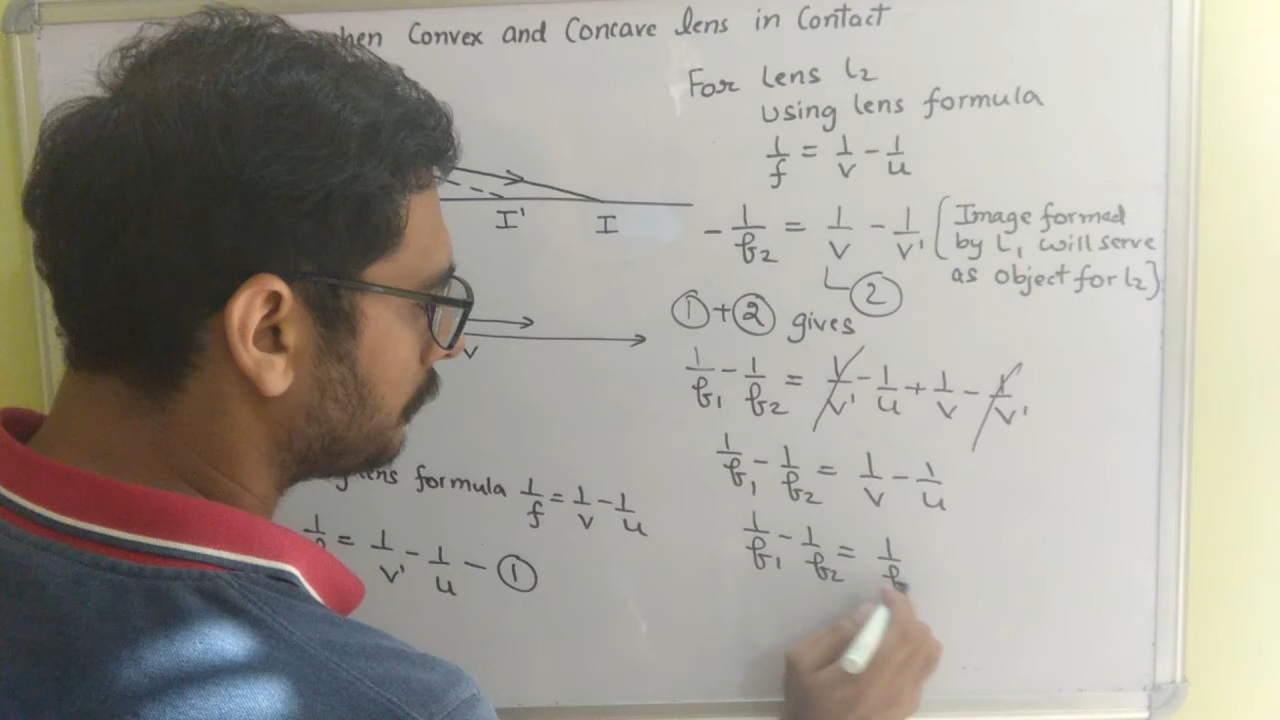 Convex and Concave lens in Contact
I' I
v
lens formula 1/f = 1/v - 1/u
= 1/v' - 1/u - ①
For Lens L2
using lens formula
1/f = 1/v - 1/u
- 1/f2 = 1/v - 1/v' (Image formed
by L1 will serve
as object for L2)
②
① + ② gives
1/f1 - 1/f2 = 1/v' - 1/u + 1/v - 1/v'
1/f1 - 1/f2 = 1/v - 1/u
1/f1 - 1/f2 = 1/f